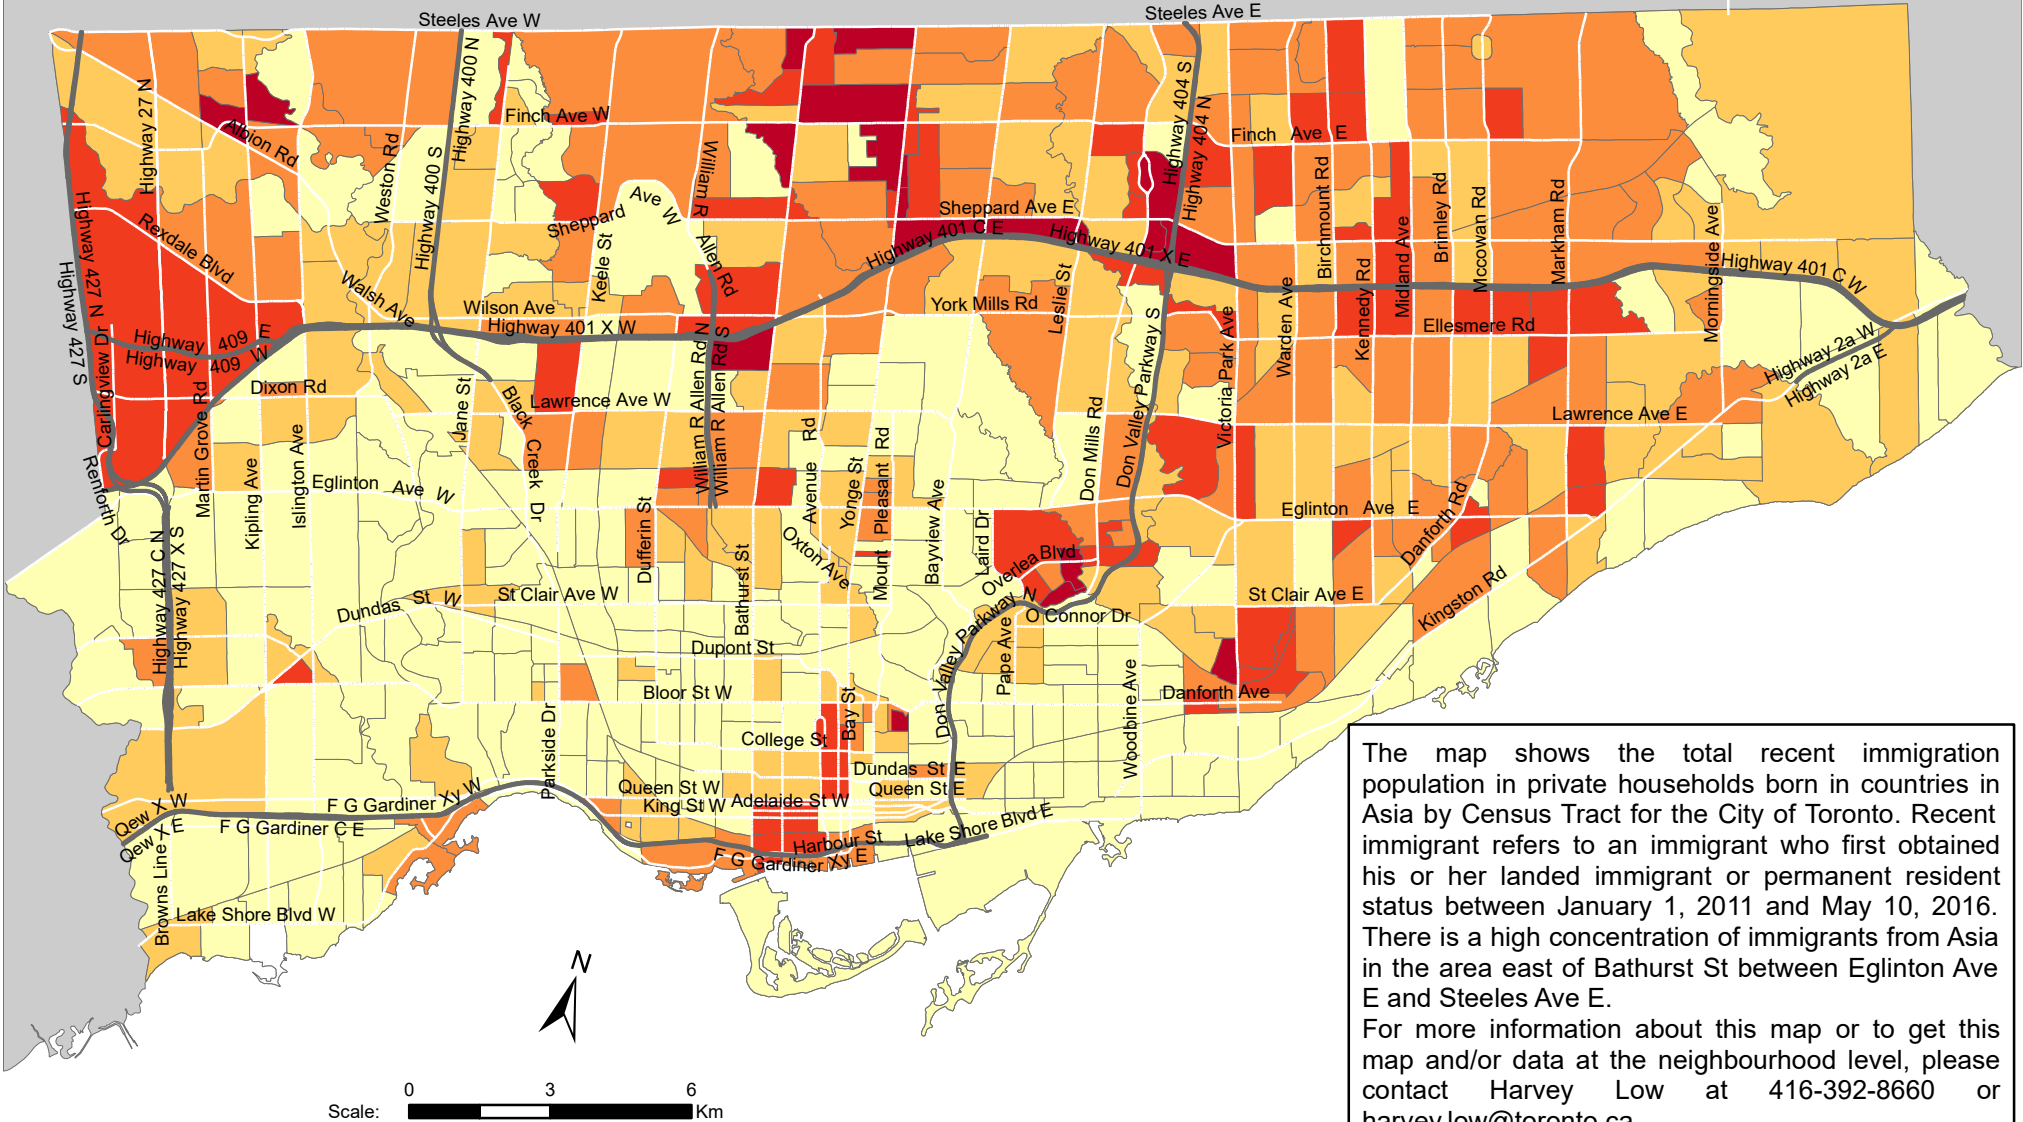 Steeles Ave W
Steeles Ave E
Highway 27 N
Albion Rd
Weston Rd
Highway 400 N
Highway 400 S
Finch Ave W
William R
Highway 404 S
Highway 404 N
Finch Ave E
Highway 427 N
Highway 427 S
Rexdale Blvd
Sheppard Ave W
Keele St
Allen Rd
Sheppard Ave E
Highway 401 C E
Highway 401 X E
Leslie St
Birchmount Rd
Midland Ave
Brimley Rd
Mccowan Rd
Markham Rd
Morningside Ave
Highway 401 C W
Walsh Ave
Wilson Ave
Highway 401 X W
York Mills Rd
Victoria Park Ave
Warden Ave
Kennedy Rd
Ellesmere Rd
Highway 2a W
Highway 2a E
Highway 409 E
Highway 409 W
Carlingview Dr
Dixon Rd
Martin Grove Rd
Jane St
Black Creek Dr
Lawrence Ave W
William R Allen Rd N
William R Allen Rd S
Don Valley Parkway S
Don Mills Rd
Lawrence Ave E
Renforth Dr
Kipling Ave
Islington Ave
Eglinton Ave W
Dufferin St
Bathurst St
Avenue Rd
Yonge St
Mount Pleasant Rd
Oxton Ave
Bayview Ave
Laird Dr
Overlea Blvd
Eglinton Ave E
Danforth Rd
Highway 427 C N
Highway 427 X S
Dundas St W
St Clair Ave W
Don Valley Parkway N
O Connor Dr
St Clair Ave E
Kingston Rd
Dupont St
Pape Ave
Woodbine Ave
Bloor St W
Danforth Ave
Parkside Dr
Bay St
College St
Dundas St E
Queen St W
Queen St E
King St W
Adelaide St W
Qew X W
Qew X E
F G Gardiner Xy W
F G Gardiner C E
Harbour St
Lake Shore Blvd E
F G Gardiner Xy E
Browns Line
Lake Shore Blvd W
N
Scale:
0 3 6
Km
The map shows the total recent immigration
population in private households born in countries in
Asia by Census Tract for the City of Toronto. Recent
immigrant refers to an immigrant who first obtained
his or her landed immigrant or permanent resident
status between January 1, 2011 and May 10, 2016.
There is a high concentration of immigrants from Asia
in the area east of Bathurst St between Eglinton Ave
E and Steeles Ave E.
For more information about this map or to get this
map and/or data at the neighbourhood level, please
contact Harvey Low at 416-392-8660 or
harvey.low@toronto.ca